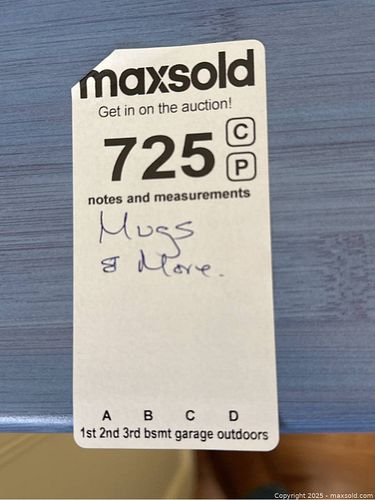 maxsold
Get in on the auction!
725 C
P
notes and measurements
Mugs
& More.
A B C D
1st 2nd 3rd bsmt garage outdoors
Copyright 2025 - maxsold.com